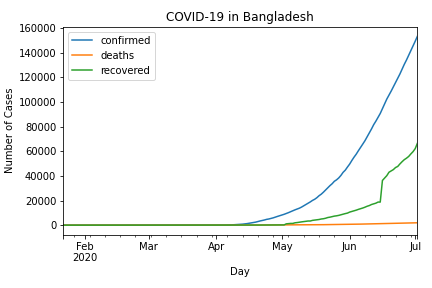 COVID-19 in Bangladesh
confirmed
deaths
recovered
160000
140000
120000
100000
80000
60000
40000
20000
0
Number of Cases
Feb
2020
Mar
Apr
May
Jun
Jul
Day